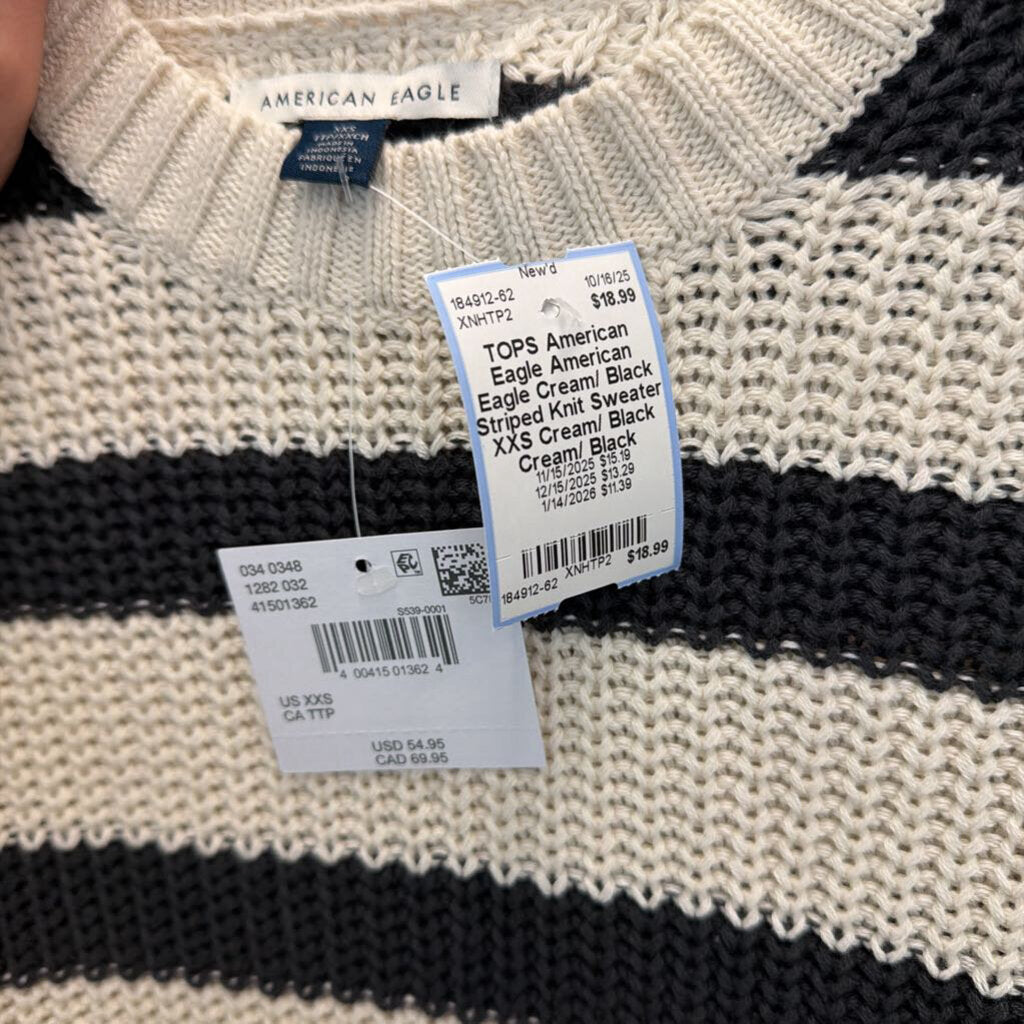 AMERICAN EAGLE
XXS
TTP/XXCH
MADE IN
INDONESIA
FABRIQUÉ EN
INDONÉSIE
New'd
184912-62
10/16/25
XNHTP2
$18.99
TOPS American
Eagle American
Eagle Cream/ Black
Striped Knit Sweater
XXS Cream/ Black
Cream/ Black
11/15/2025 $15.19
12/15/2025 $13.29
1/14/2026 $11.39
184912-62
XNHTP2
$18.99
034 0348
1282 032
41501362
S539-0001
4 00415 01362 4
US XXS
CA TTP
USD 54.95
CAD 69.95